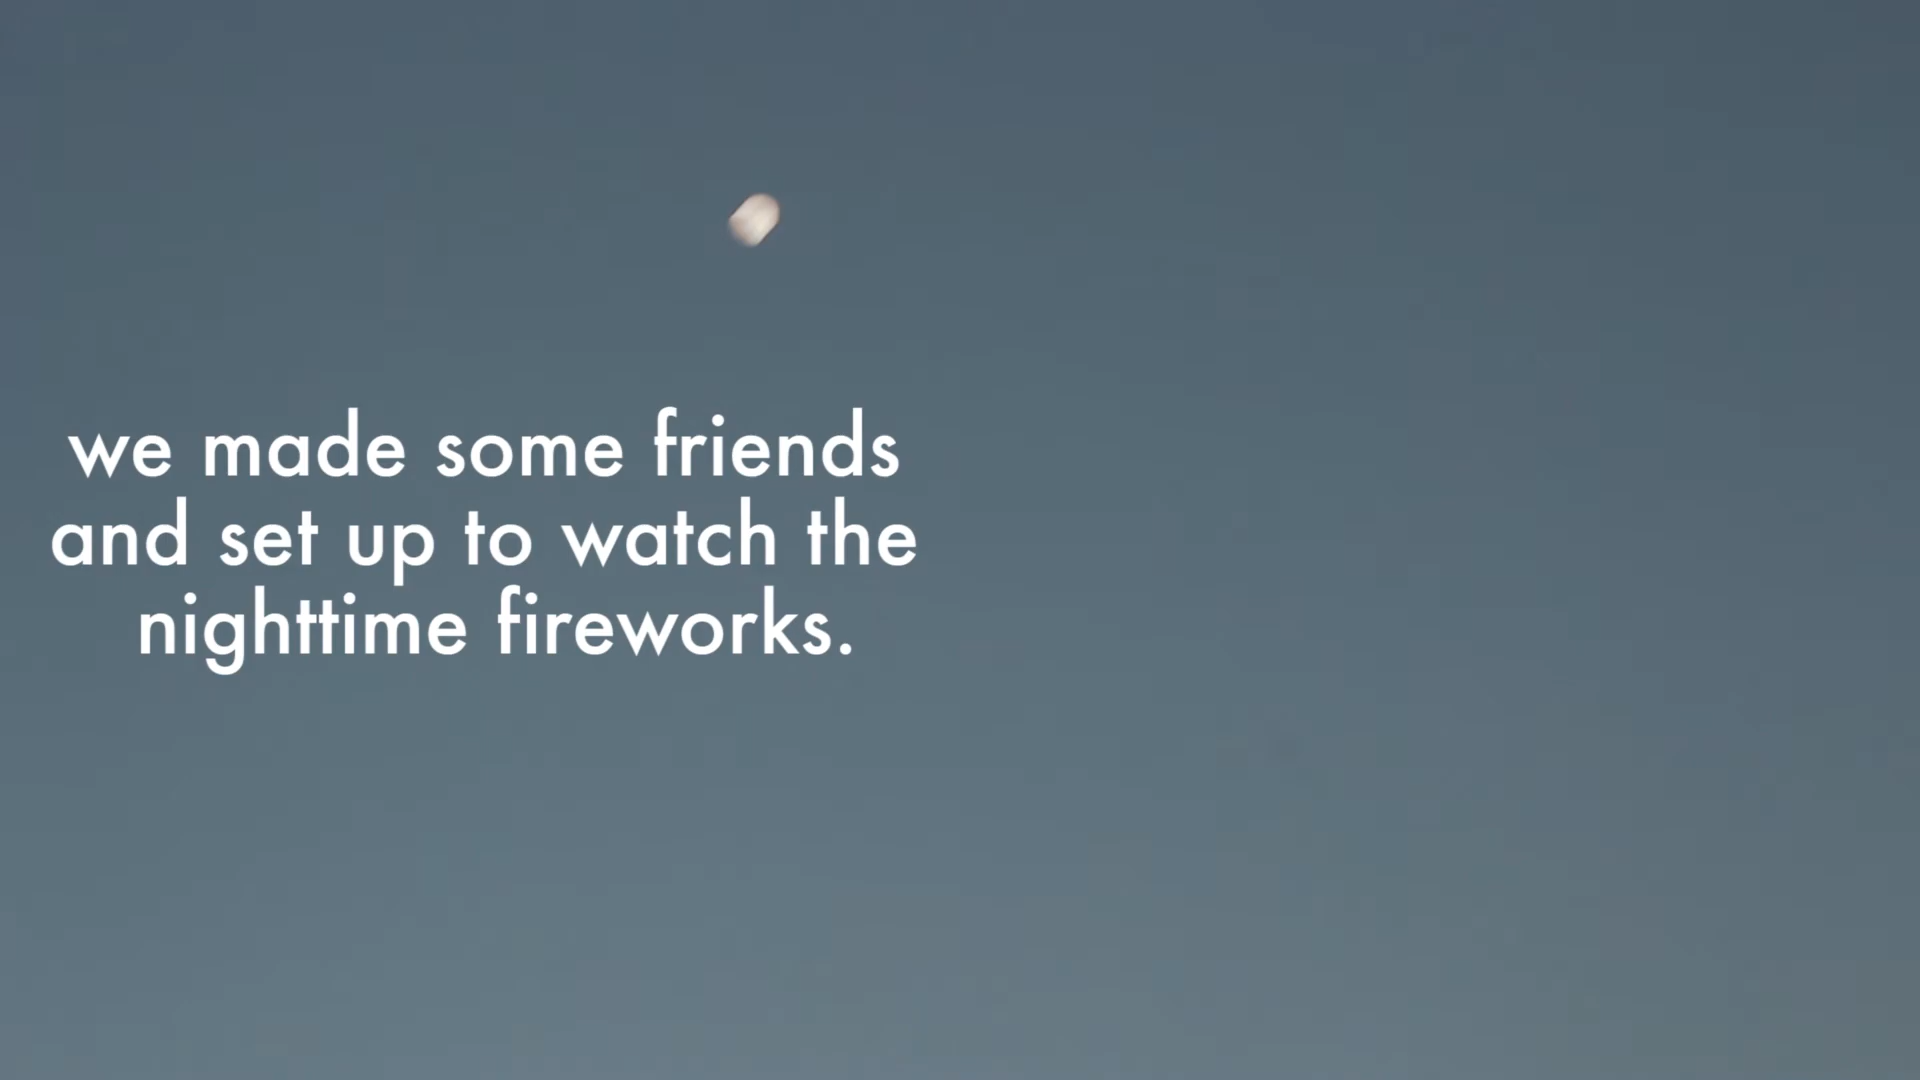 we made some friends
and set up to watch the
nighttime fireworks.